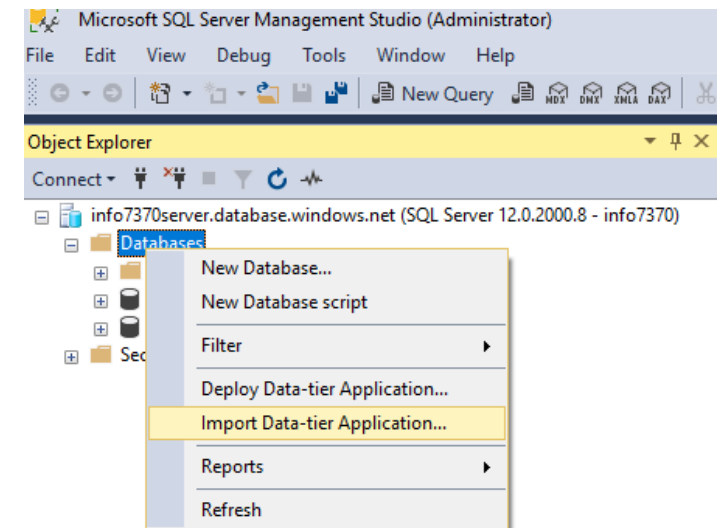 Microsoft SQL Server Management Studio (Administrator)
File Edit View Debug Tools Window Help
New Query MDX DMX XMLA DAX
Object Explorer
Connect
info7370server.database.windows.net (SQL Server 12.0.2000.8 - info7370)
Databases
New Database...
New Database script
Filter
Sec
Deploy Data-tier Application...
Import Data-tier Application...
Reports
Refresh